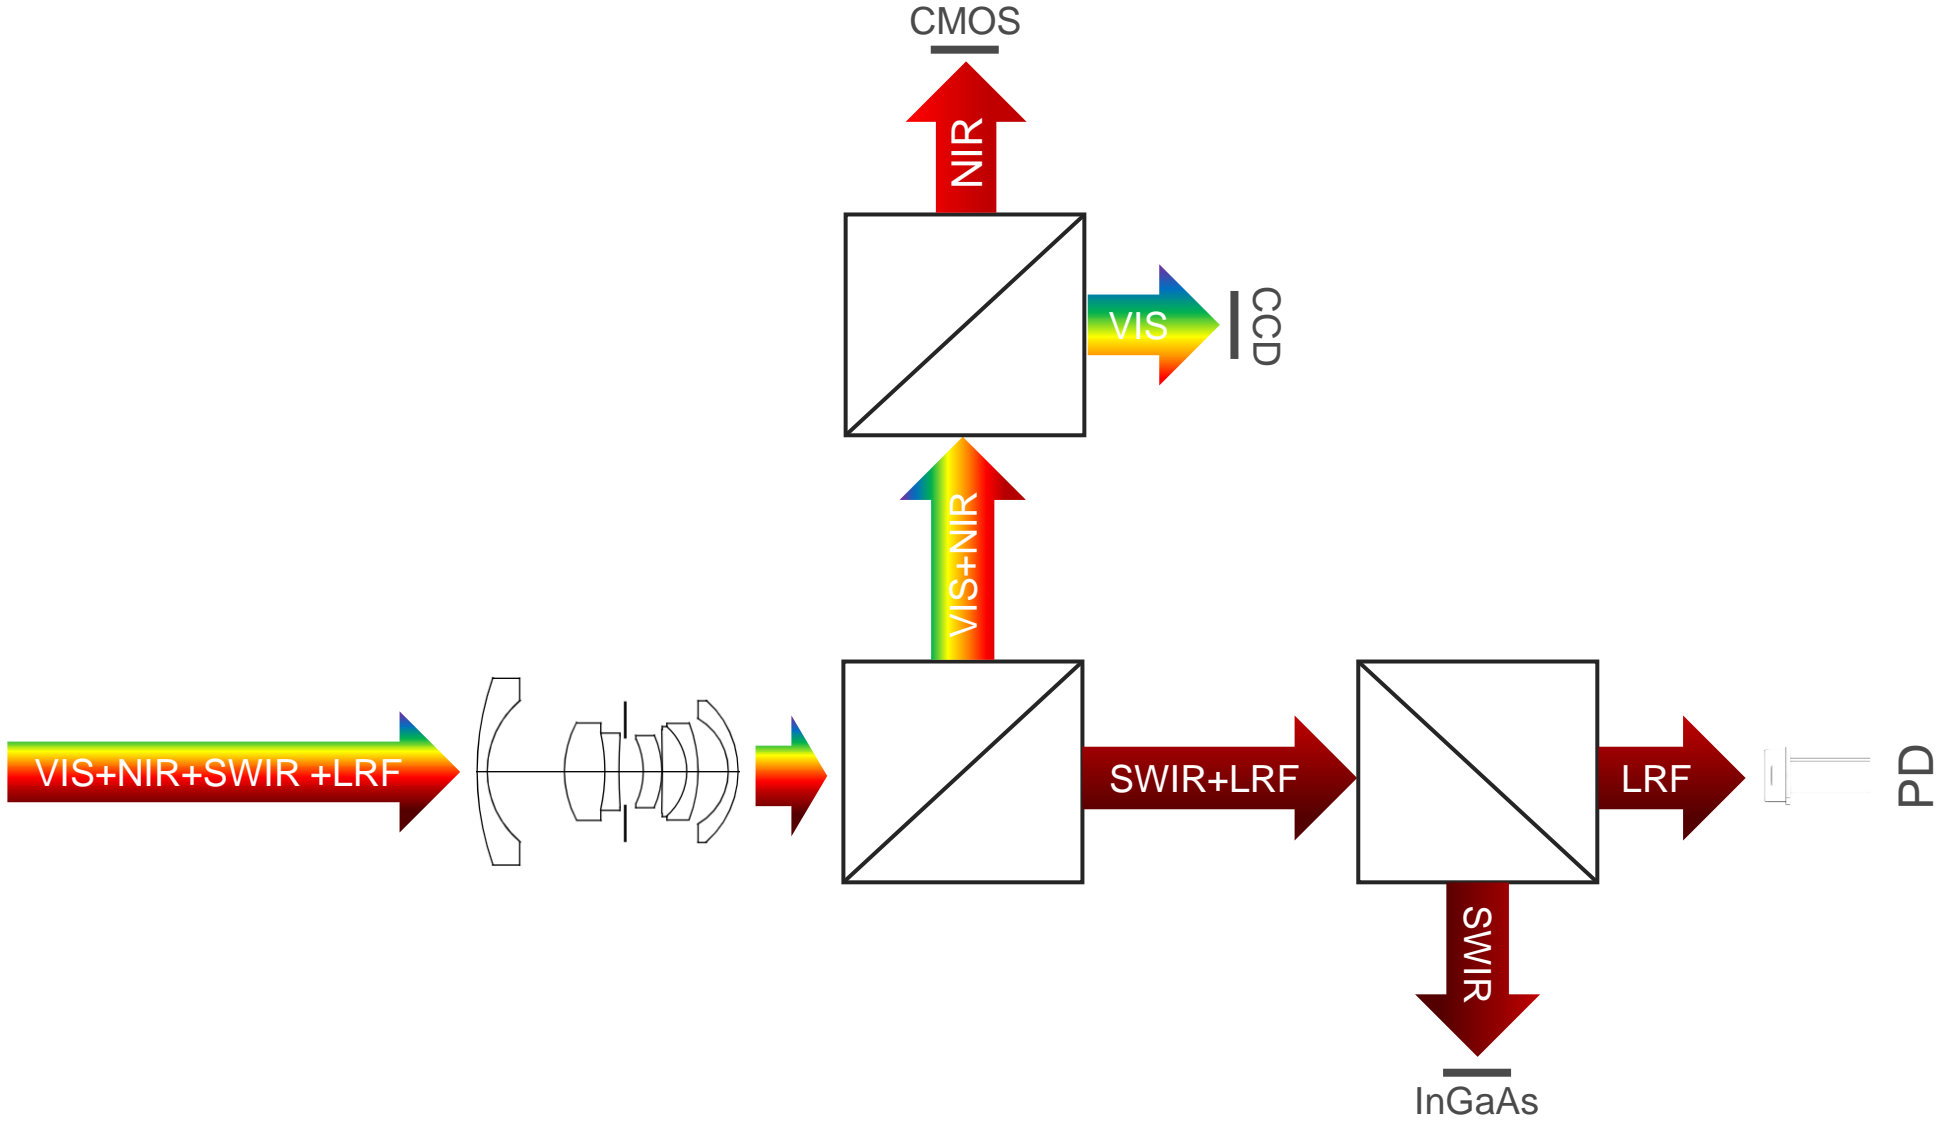 CMOS
NIR
VIS
CCD
VIS+NIR
VIS+NIR+SWIR +LRF
SWIR+LRF
LRF
PD
SWIR
InGaAs